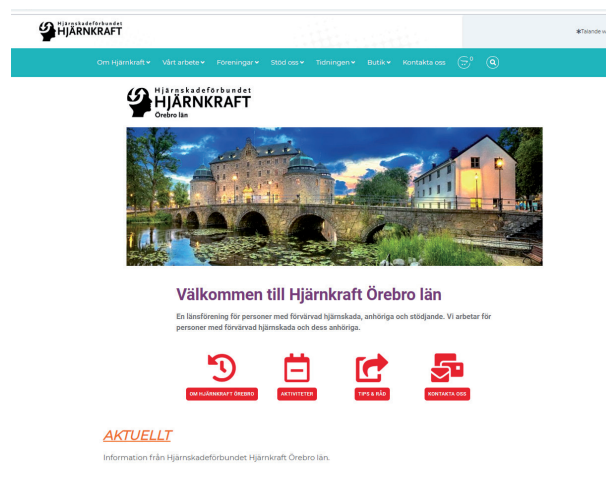 Hjärnskadeförbundet
HJÄRNKRAFT
Talande
Om Hjärnkraft
Vårt arbete
Föreningar
Stöd oss
Tidningen
Butik
Kontakta oss
0
Hjärnskadeförbundet
HJÄRNKRAFT
Örebro län
Välkommen till Hjärnkraft Örebro län
En länsförening för personer med förvärvad hjärnskada, anhöriga och stödjande. Vi arbetar för
personer med förvärvad hjärnskada och dess anhöriga.
OM HJÄRNKRAFT ÖREBRO
AKTIVITETER
TIPS & RÅD
KONTAKTA OSS
AKTUELLT
Information från Hjärnskadeförbundet Hjärnkraft Örebro län.